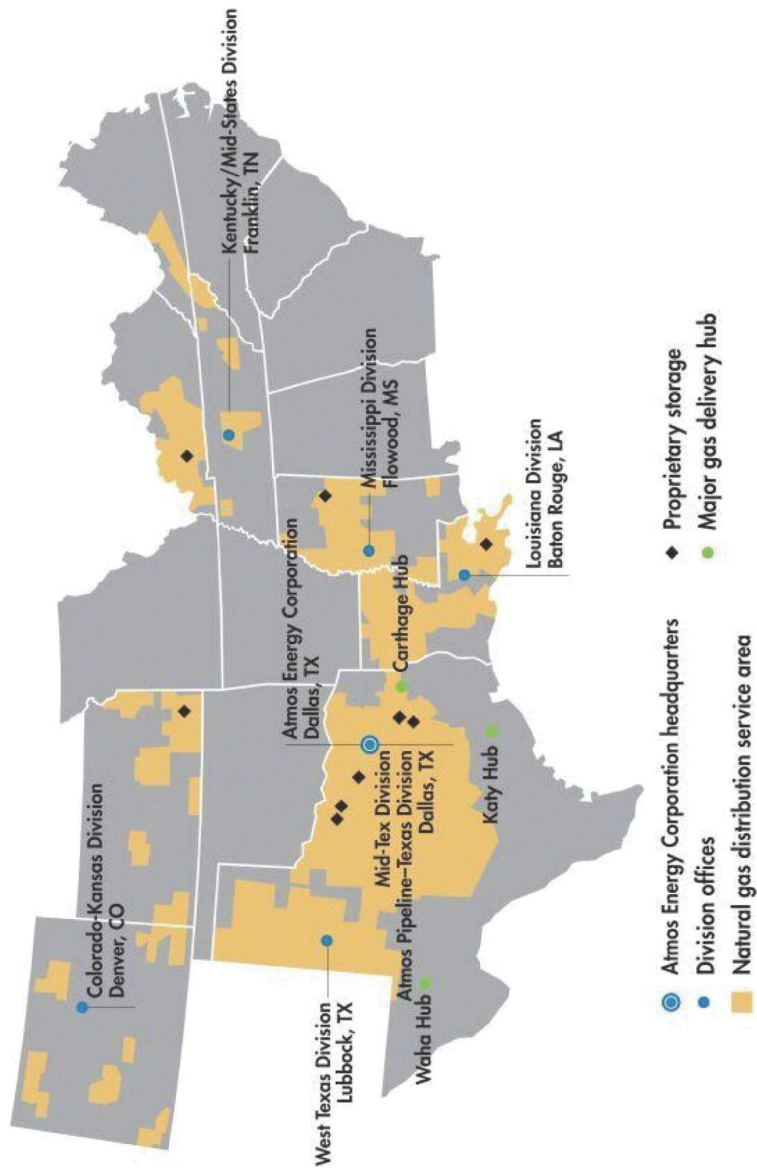 Colorado-Kansas Division
Denver, CO
Kentucky/Mid-States Division
Franklin, TN
Atmos Energy Corporation
Dallas, TX
West Texas Division
Lubbock, TX
Mississippi Division
Flowood, MS
Mid-Tex Division
Atmos Pipeline–Texas Division
Dallas, TX
Carthage Hub
Waha Hub
Katy Hub
Louisiana Division
Baton Rouge, LA
Atmos Energy Corporation headquarters
Division offices
Natural gas distribution service area
Proprietary storage
Major gas delivery hub